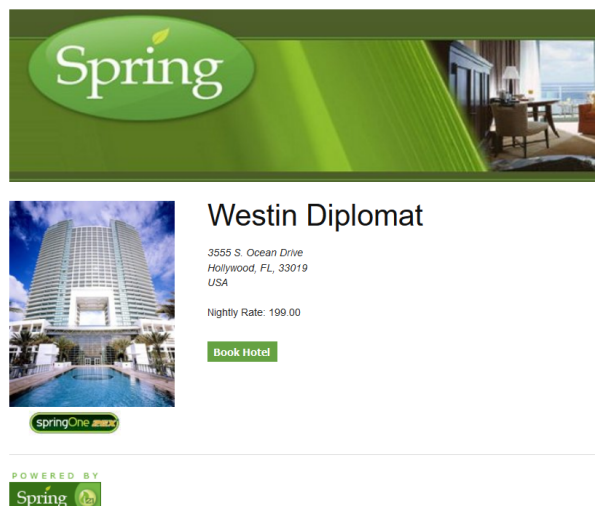 Spring
Westin Diplomat
3555 S. Ocean Drive
Hollywood, FL, 33019
USA
Nightly Rate: 199.00
Book Hotel
springOne 2GX
POWERED BY
Spring